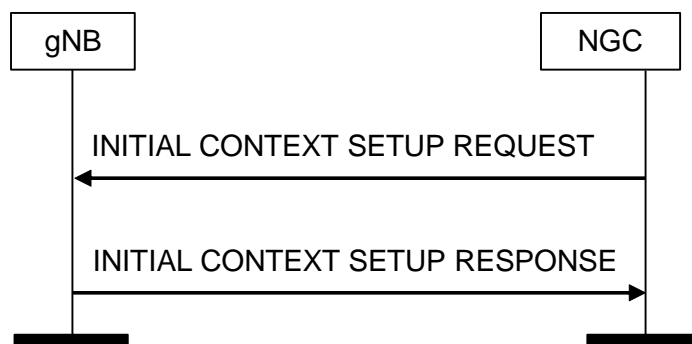 gNB
NGC
INITIAL CONTEXT SETUP REQUEST
INITIAL CONTEXT SETUP RESPONSE